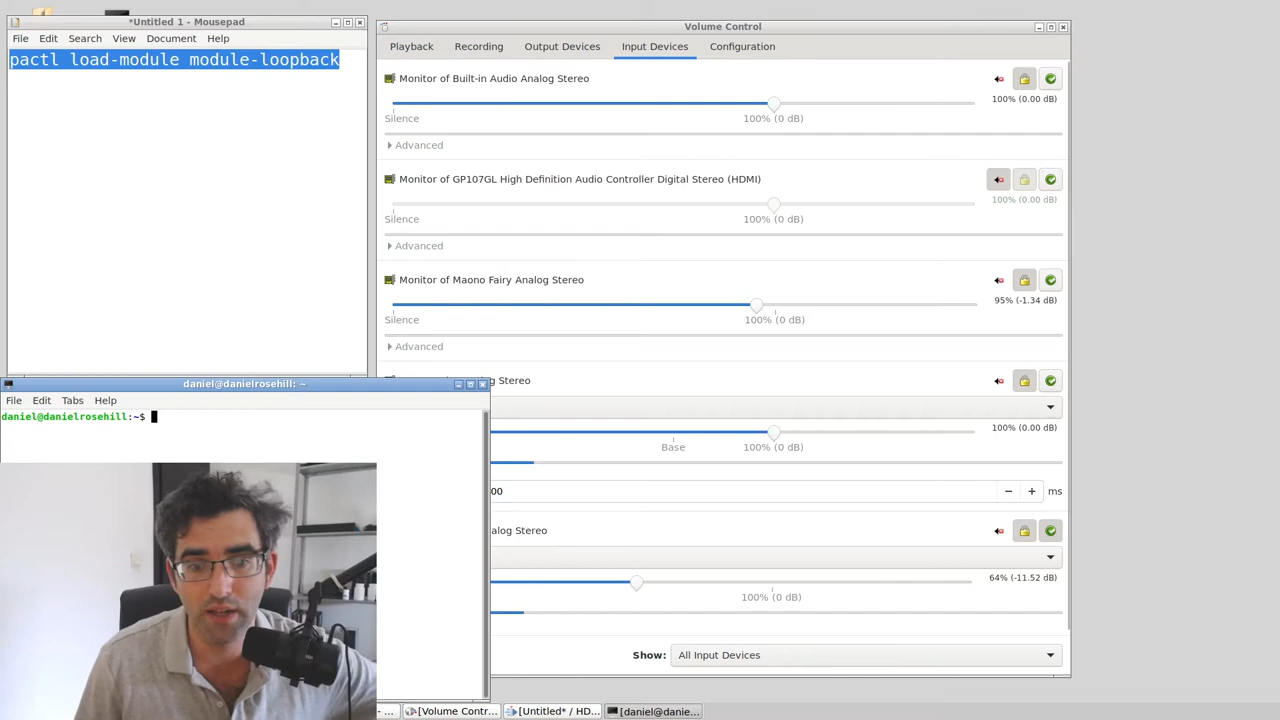 *Untitled 1 - Mousepad
File Edit Search View Document Help
pactl load-module module-loopback
Volume Control
Playback Recording Output Devices Input Devices Configuration
Monitor of Built-in Audio Analog Stereo
100% (0.00 dB)
Silence 100% (0 dB)
Advanced
Monitor of GP107GL High Definition Audio Controller Digital Stereo (HDMI)
100% (0.00 dB)
Silence 100% (0 dB)
Advanced
Monitor of Maono Fairy Analog Stereo
95% (-1.34 dB)
Silence 100% (0 dB)
Advanced
g Stereo
100% (0.00 dB)
Base 100% (0 dB)
00 ms
alog Stereo
64% (-11.52 dB)
100% (0 dB)
Show: All Input Devices
daniel@danielrosehill: ~
File Edit Tabs Help
daniel@danielrosehill:~$
- ... [Volume Contr... [Untitled* / HD... [daniel@danie...